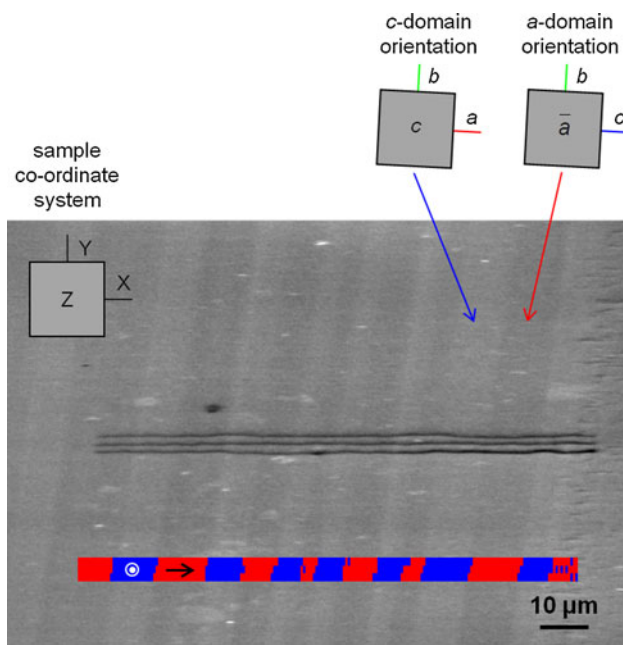 c-domain
orientation
a-domain
orientation
b
b
a
c
c
a̅
sample
co-ordinate
system
Y
X
Z
10 µm